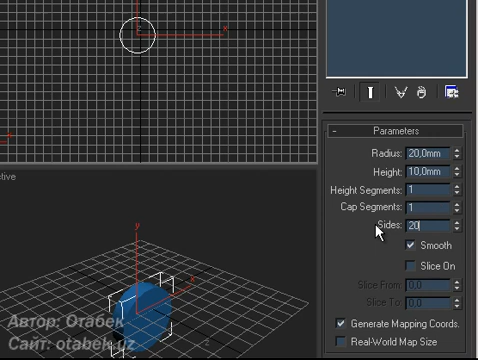 x
ctive
y
x
z
- Parameters
Radius: 20,0mm
Height: 10,0mm
Height Segments: 1
Cap Segments: 1
Sides: 20
Smooth
Slice On
Slice From: 0,0
Slice To: 0,0
Generate Mapping Coords.
Real-World Map Size
Автор: Отабек
Сайт: otabek.uz